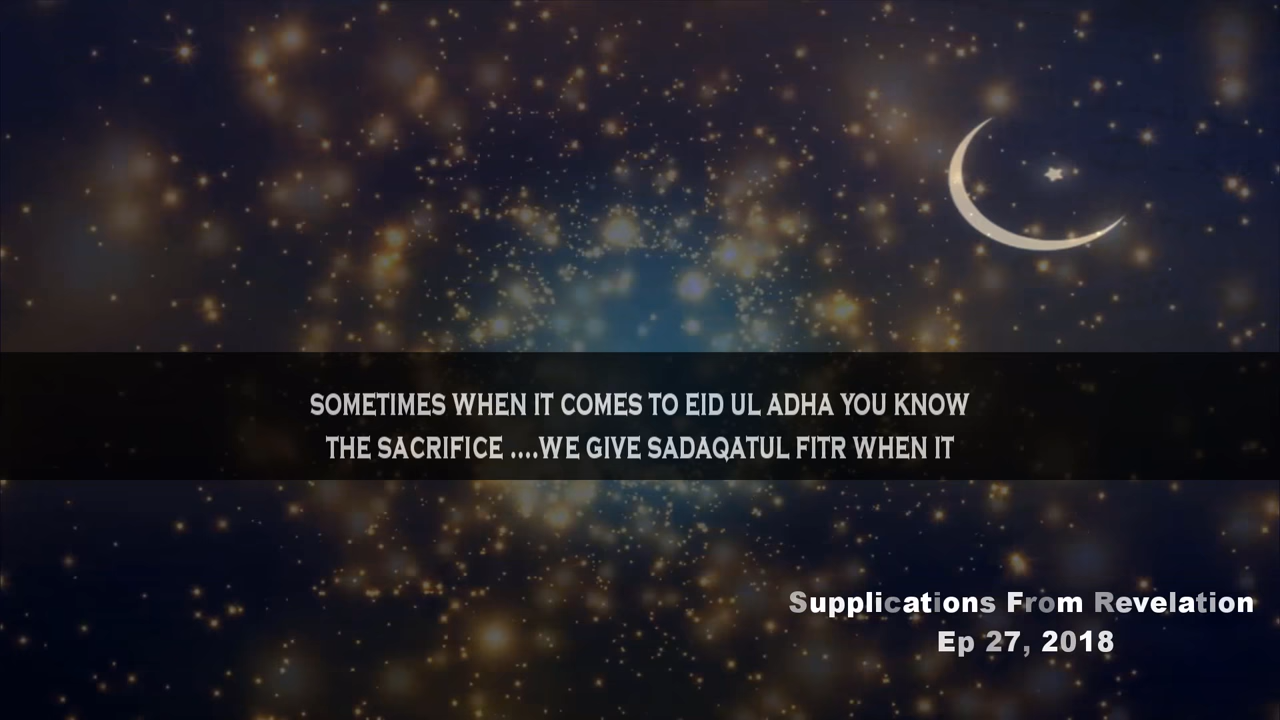 SOMETIMES WHEN IT COMES TO EID UL ADHA YOU KNOW
THE SACRIFICE ....WE GIVE SADAQATUL FITR WHEN IT
Supplications From Revelation
Ep 27, 2018